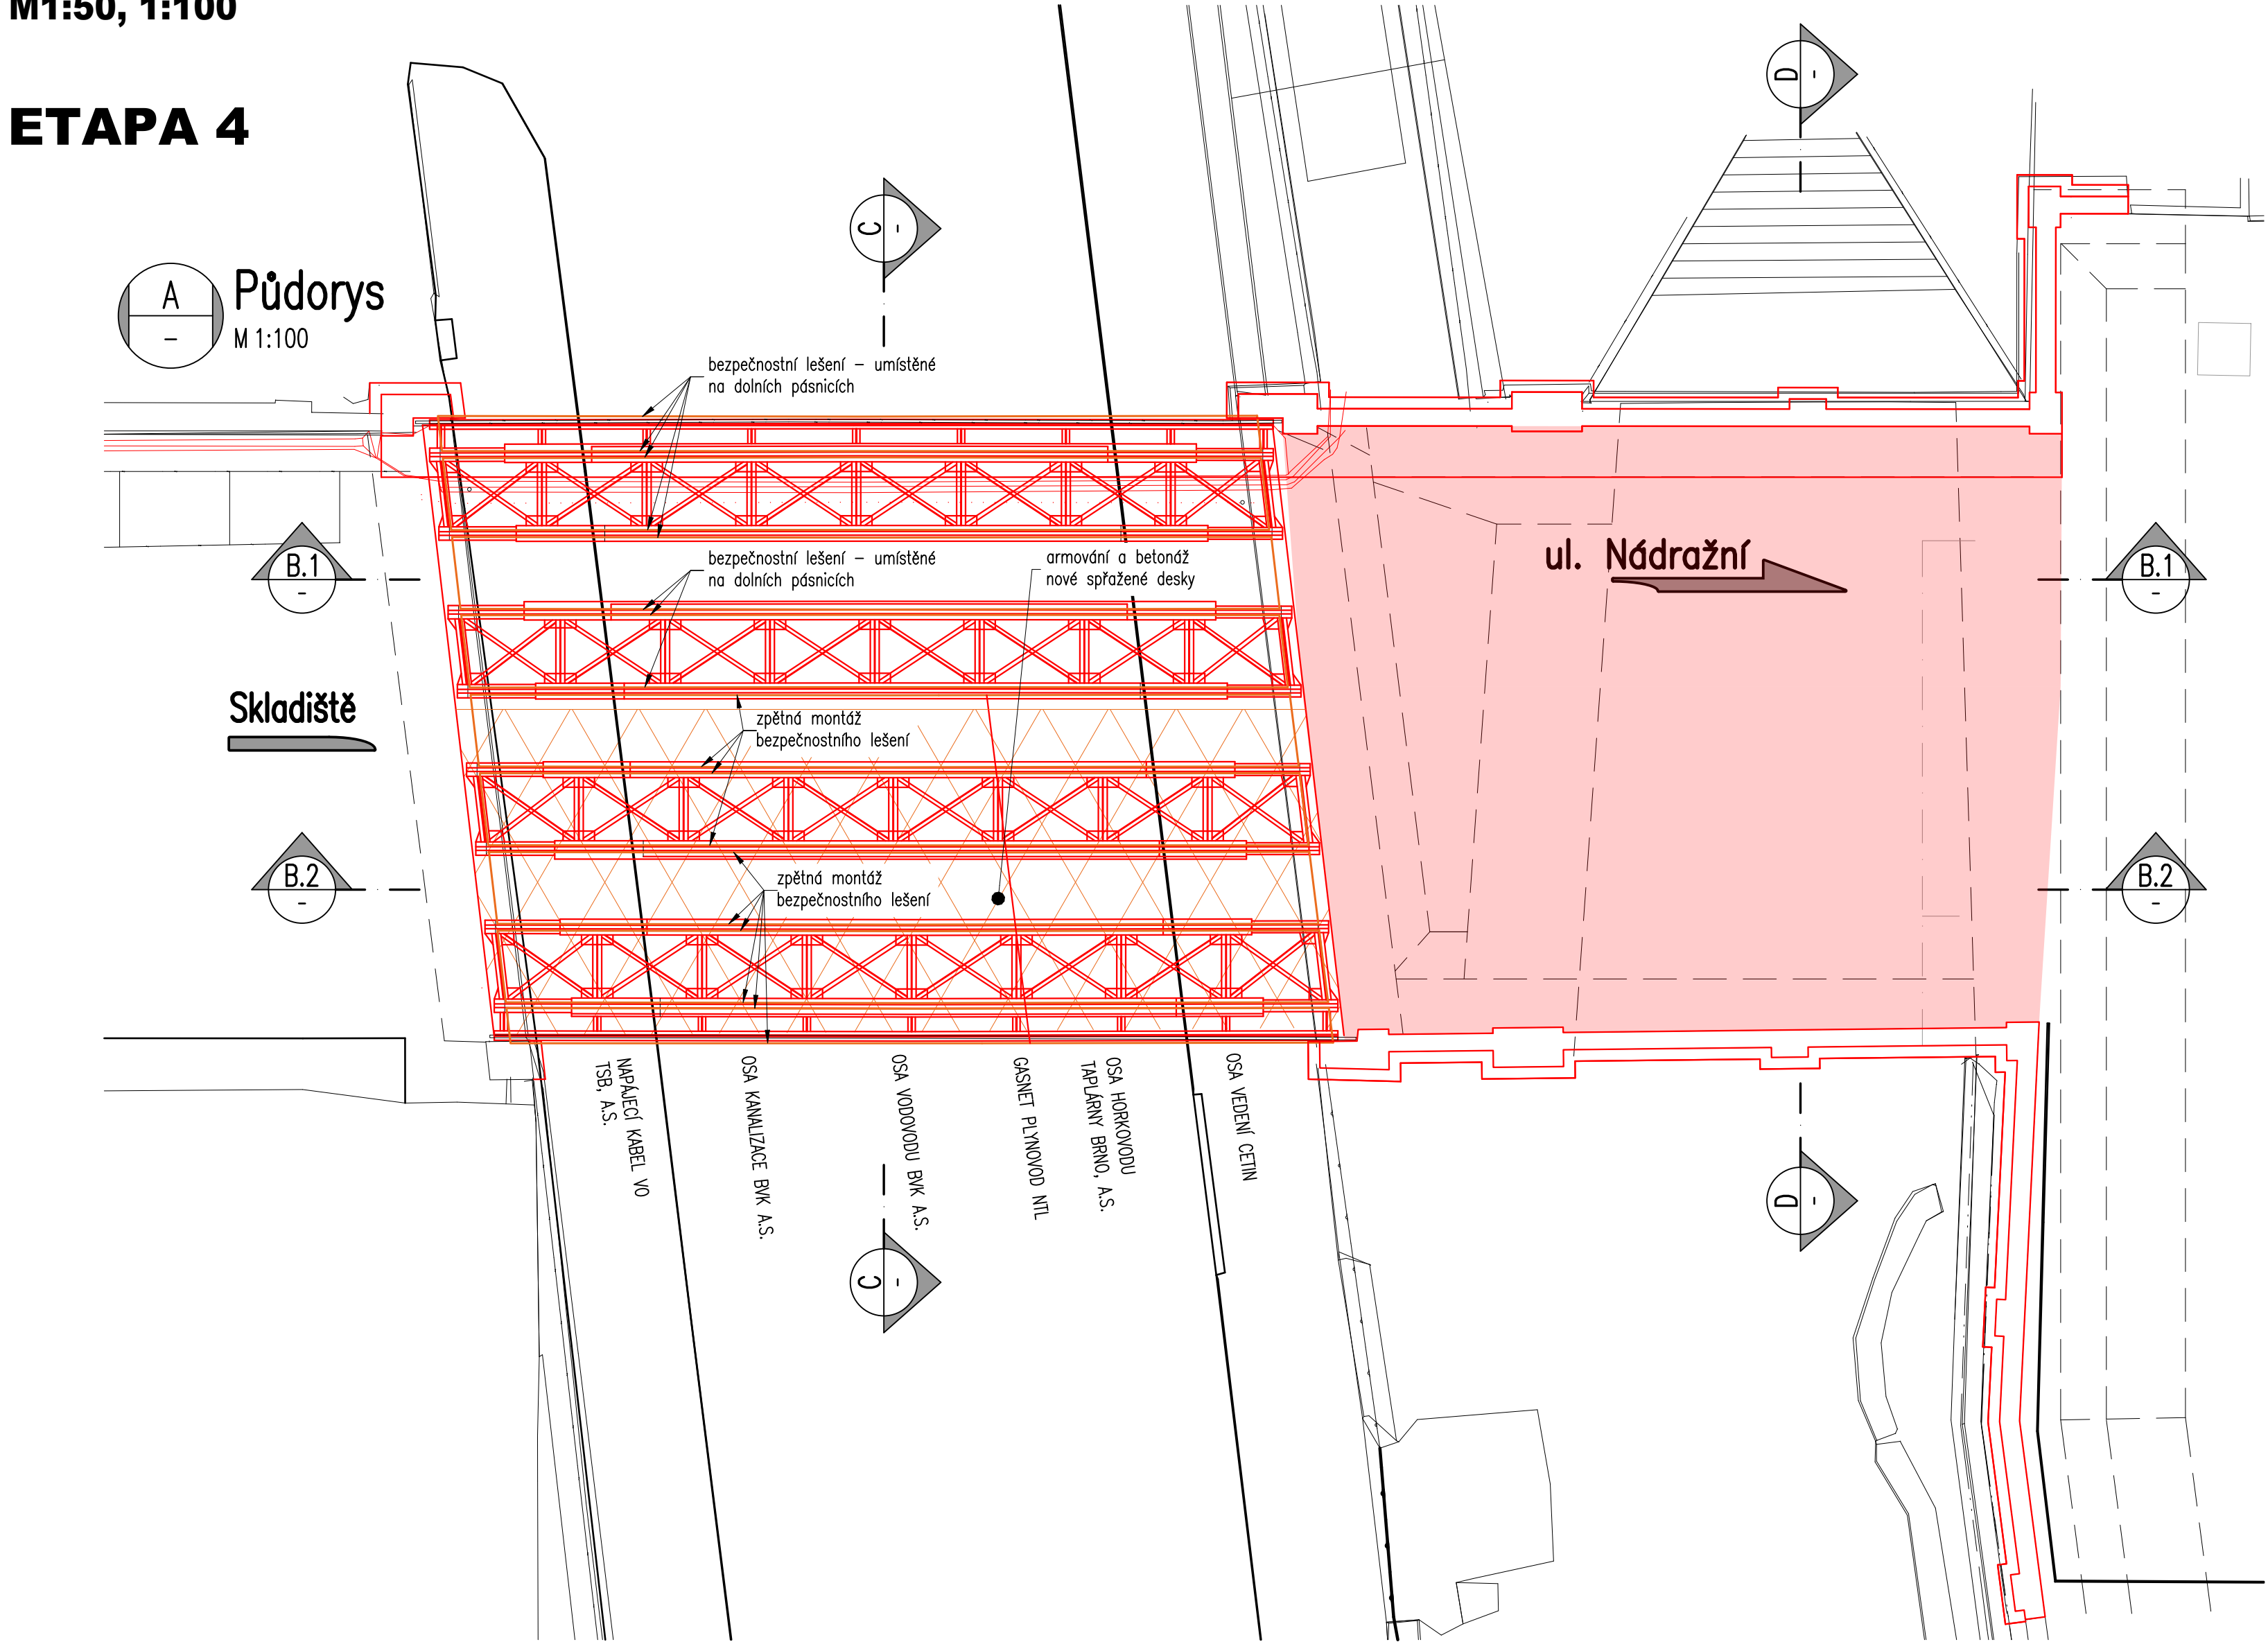 M1:50, 1:100
ETAPA 4
D
-
C
-
A
-
Půdorys
M 1:100
bezpečnostní lešení – umístěné
na dolních pásnicích
B.1
-
bezpečnostní lešení – umístěné
na dolních pásnicích
armování a betonáž
nové spřažené desky
ul. Nádražní
B.1
-
Skladiště
zpětná montáž
bezpečnostního lešení
B.2
-
zpětná montáž
bezpečnostního lešení
B.2
-
NAPÁJECÍ KABEL VO
TSB, A.S.
OSA KANALIZACE BVK A.S.
OSA VODOVODU BVK A.S.
GASNET PLYNOVOD NTL
OSA HORKOVODU
TAPLÁRNY BRNO, A.S.
OSA VEDENÍ CETIN
D
-
C
-